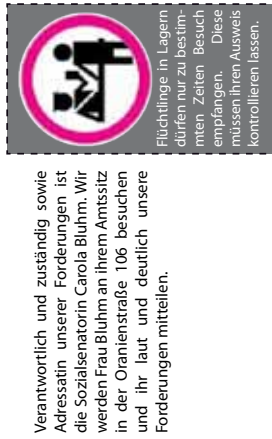 Verantwortlich und zuständig sowie
Adressatin unserer Forderungen ist
die Sozialsenatorin Carola Bluhm. Wir
werden Frau Bluhm an ihrem Amtssitz
in der Oranienstraße 106 besuchen
und ihr laut und deutlich unsere
Forderungen mitteilen.
Flüchtlinge in Lagern
dürfen nur zu bestim-
mten Zeiten Besuch
empfangen. Diese
müssen ihren Ausweis
kontrollieren lassen.